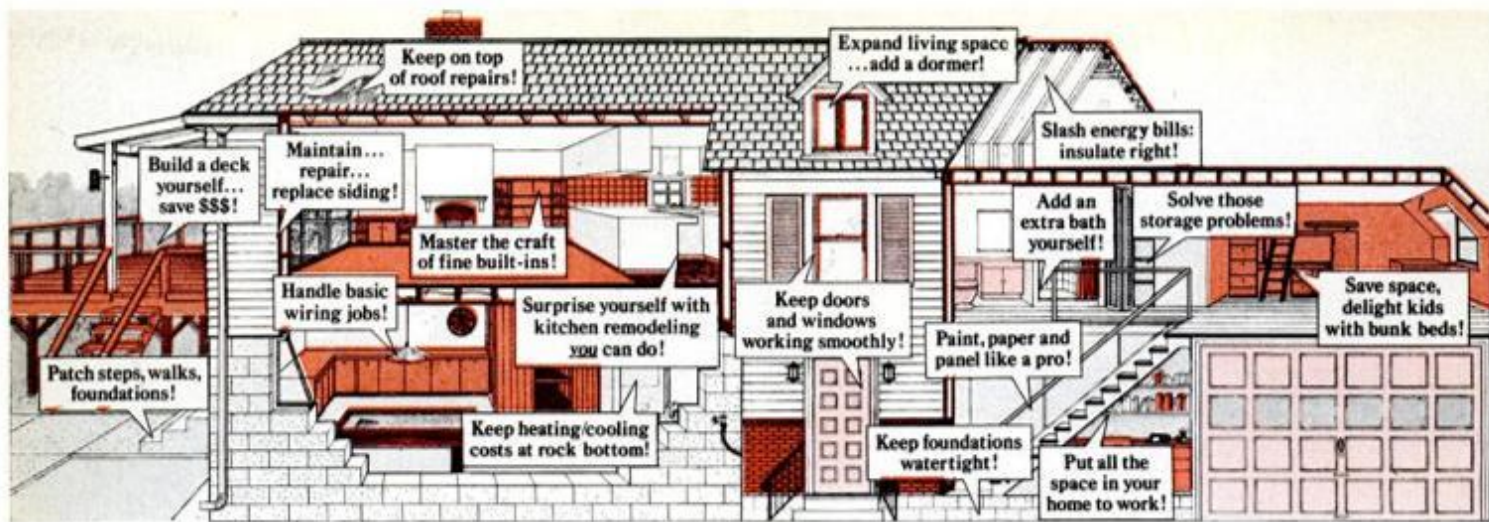 Keep on top
of roof repairs!
Expand living space
...add a dormer!
Slash energy bills:
insulate right!
Build a deck
yourself...
save $$$!
Maintain...
repair...
replace siding!
Master the craft
of fine built-ins!
Add an
extra bath
yourself!
Solve those
storage problems!
Handle basic
wiring jobs!
Surprise yourself with
kitchen remodeling
you can do!
Keep doors
and windows
working smoothly!
Paint, paper and
panel like a pro!
Save space,
delight kids
with bunk beds!
Patch steps, walks,
foundations!
Keep heating/cooling
costs at rock bottom!
Keep foundations
watertight!
Put all the
space in your
home to work!